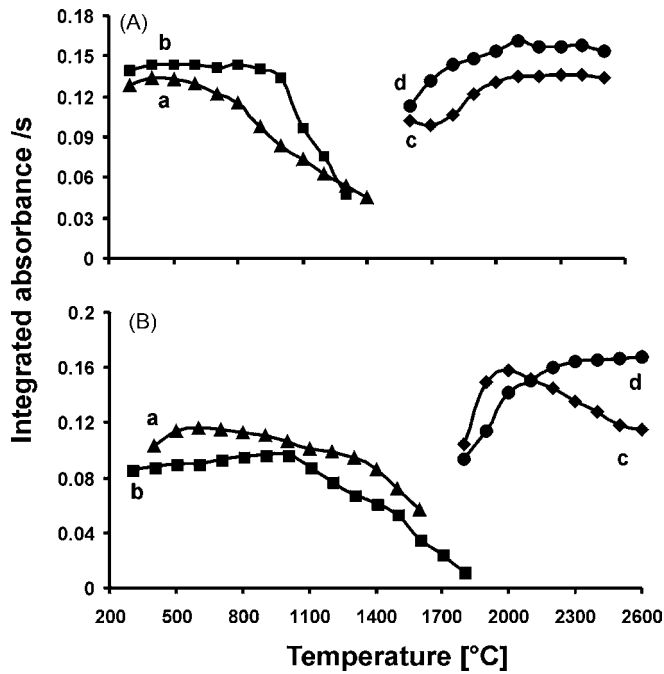 (A)
0.18
0.15
0.12
0.09
0.06
0.03
0
b
a
d
c
Integrated absorbance /s
(B)
0.2
0.16
0.12
0.08
0.04
0
a
b
d
c
200 500 800 1100 1400 1700 2000 2300 2600
Temperature [°C]